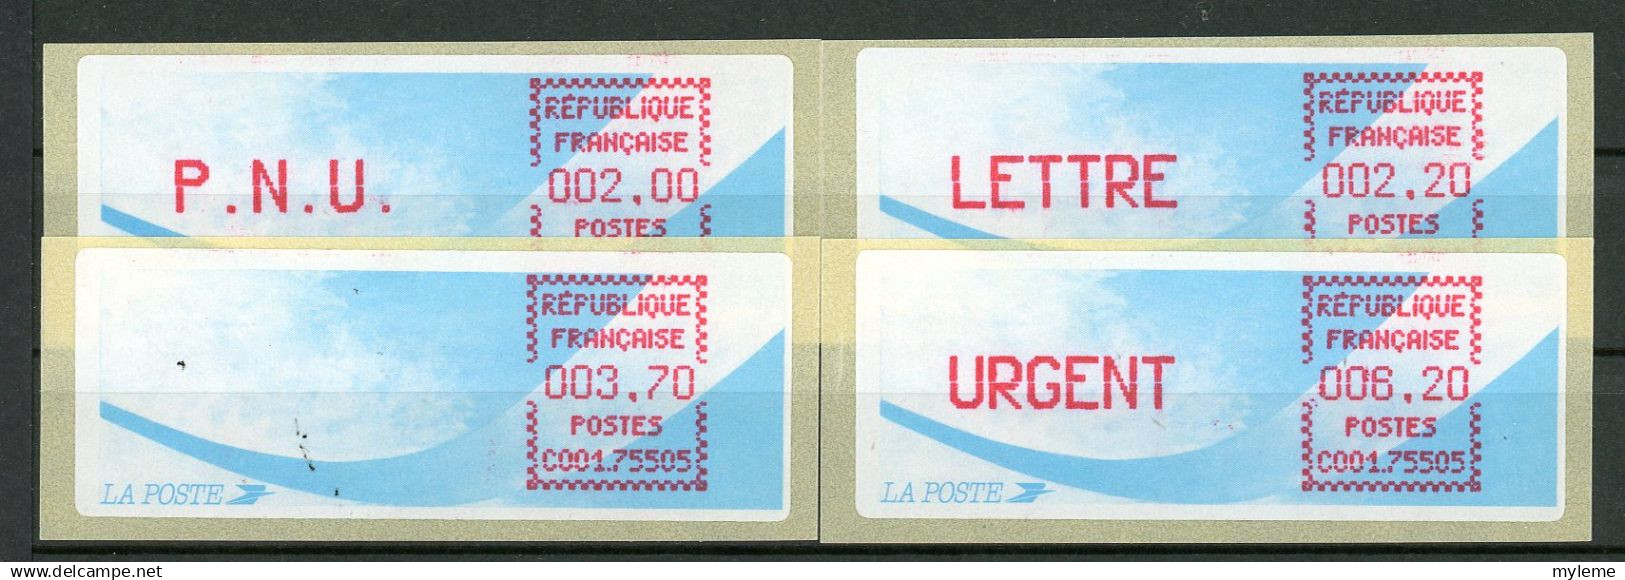 P.N.U.
RÉPUBLIQUE
FRANÇAISE
002,00
POSTES
LETTRE
RÉPUBLIQUE
FRANÇAISE
002,20
POSTES
RÉPUBLIQUE
FRANÇAISE
003,70
POSTES
C001.75505
LA POSTE
URGENT
RÉPUBLIQUE
FRANÇAISE
006,20
POSTES
C001.75505
LA POSTE
https://www.delcampe.net
myleme